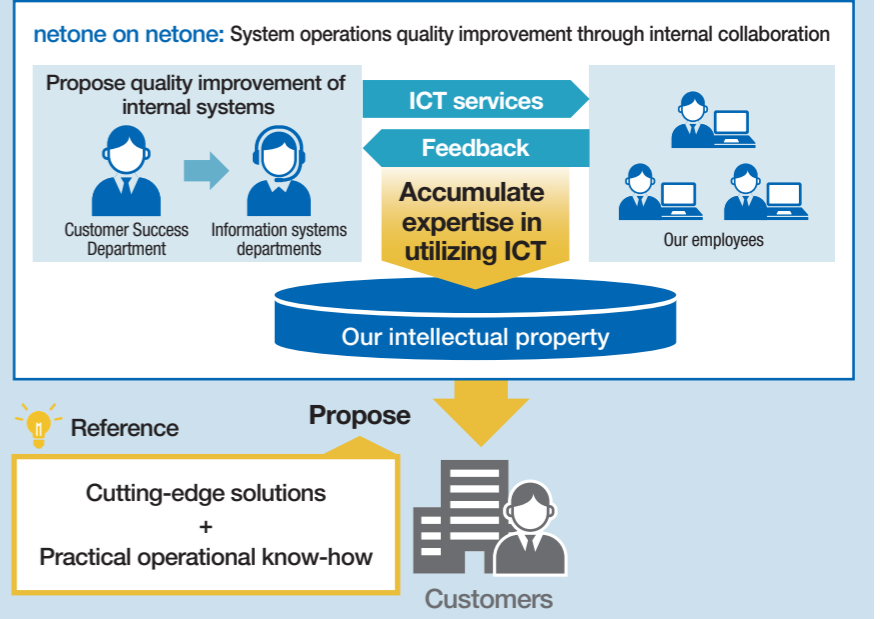 netone on netone: System operations quality improvement through internal collaboration
Propose quality improvement of
internal systems
Customer Success
Department
Information systems
departments
ICT services
Feedback
Accumulate
expertise in
utilizing ICT
Our employees
Our intellectual property
Reference
Propose
Cutting-edge solutions
+
Practical operational know-how
Customers